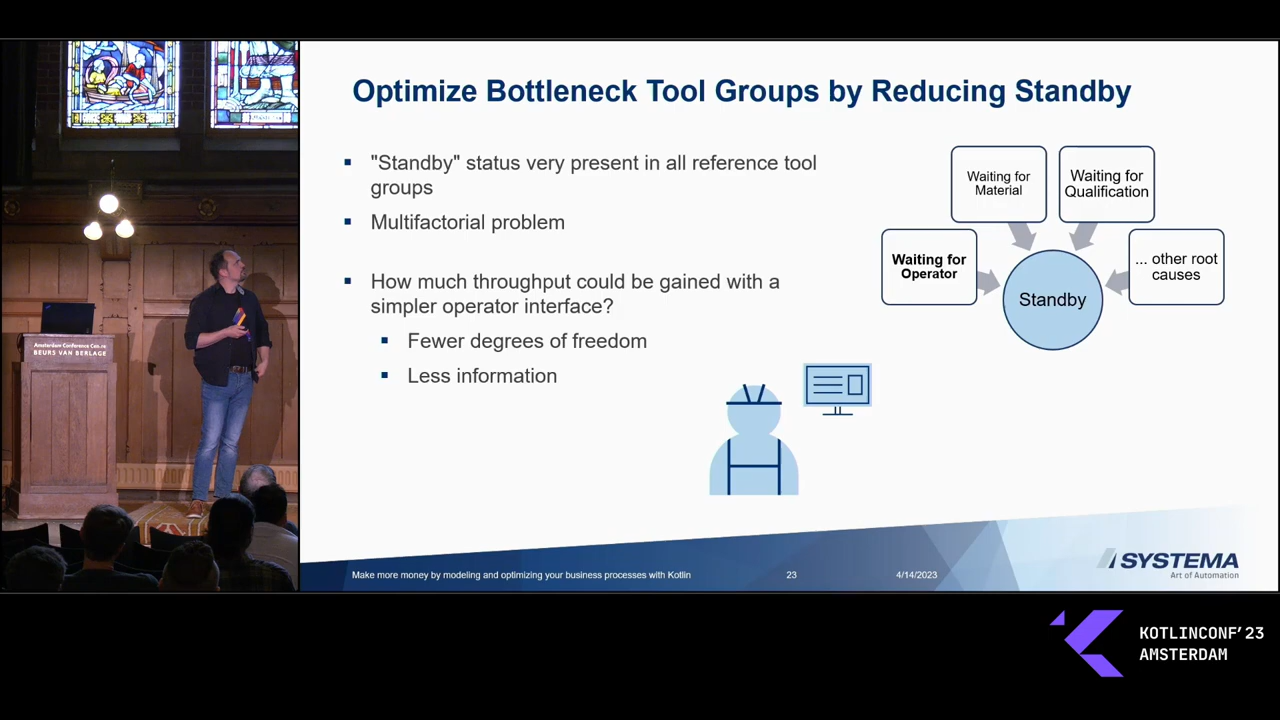 Optimize Bottleneck Tool Groups by Reducing Standby
"Standby" status very present in all reference tool
groups
Multifactorial problem
How much throughput could be gained with a
simpler operator interface?
Fewer degrees of freedom
Less information
Waiting for
Material
Waiting for
Qualification
Waiting for
Operator
... other root
causes
Standby
Amsterdam Conference Centre
BEURS VAN BERLAGE
Make more money by modeling and optimizing your business processes with Kotlin
23
4/14/2023
SYSTEMA
Art of Automation
KOTLINCONF'23
AMSTERDAM